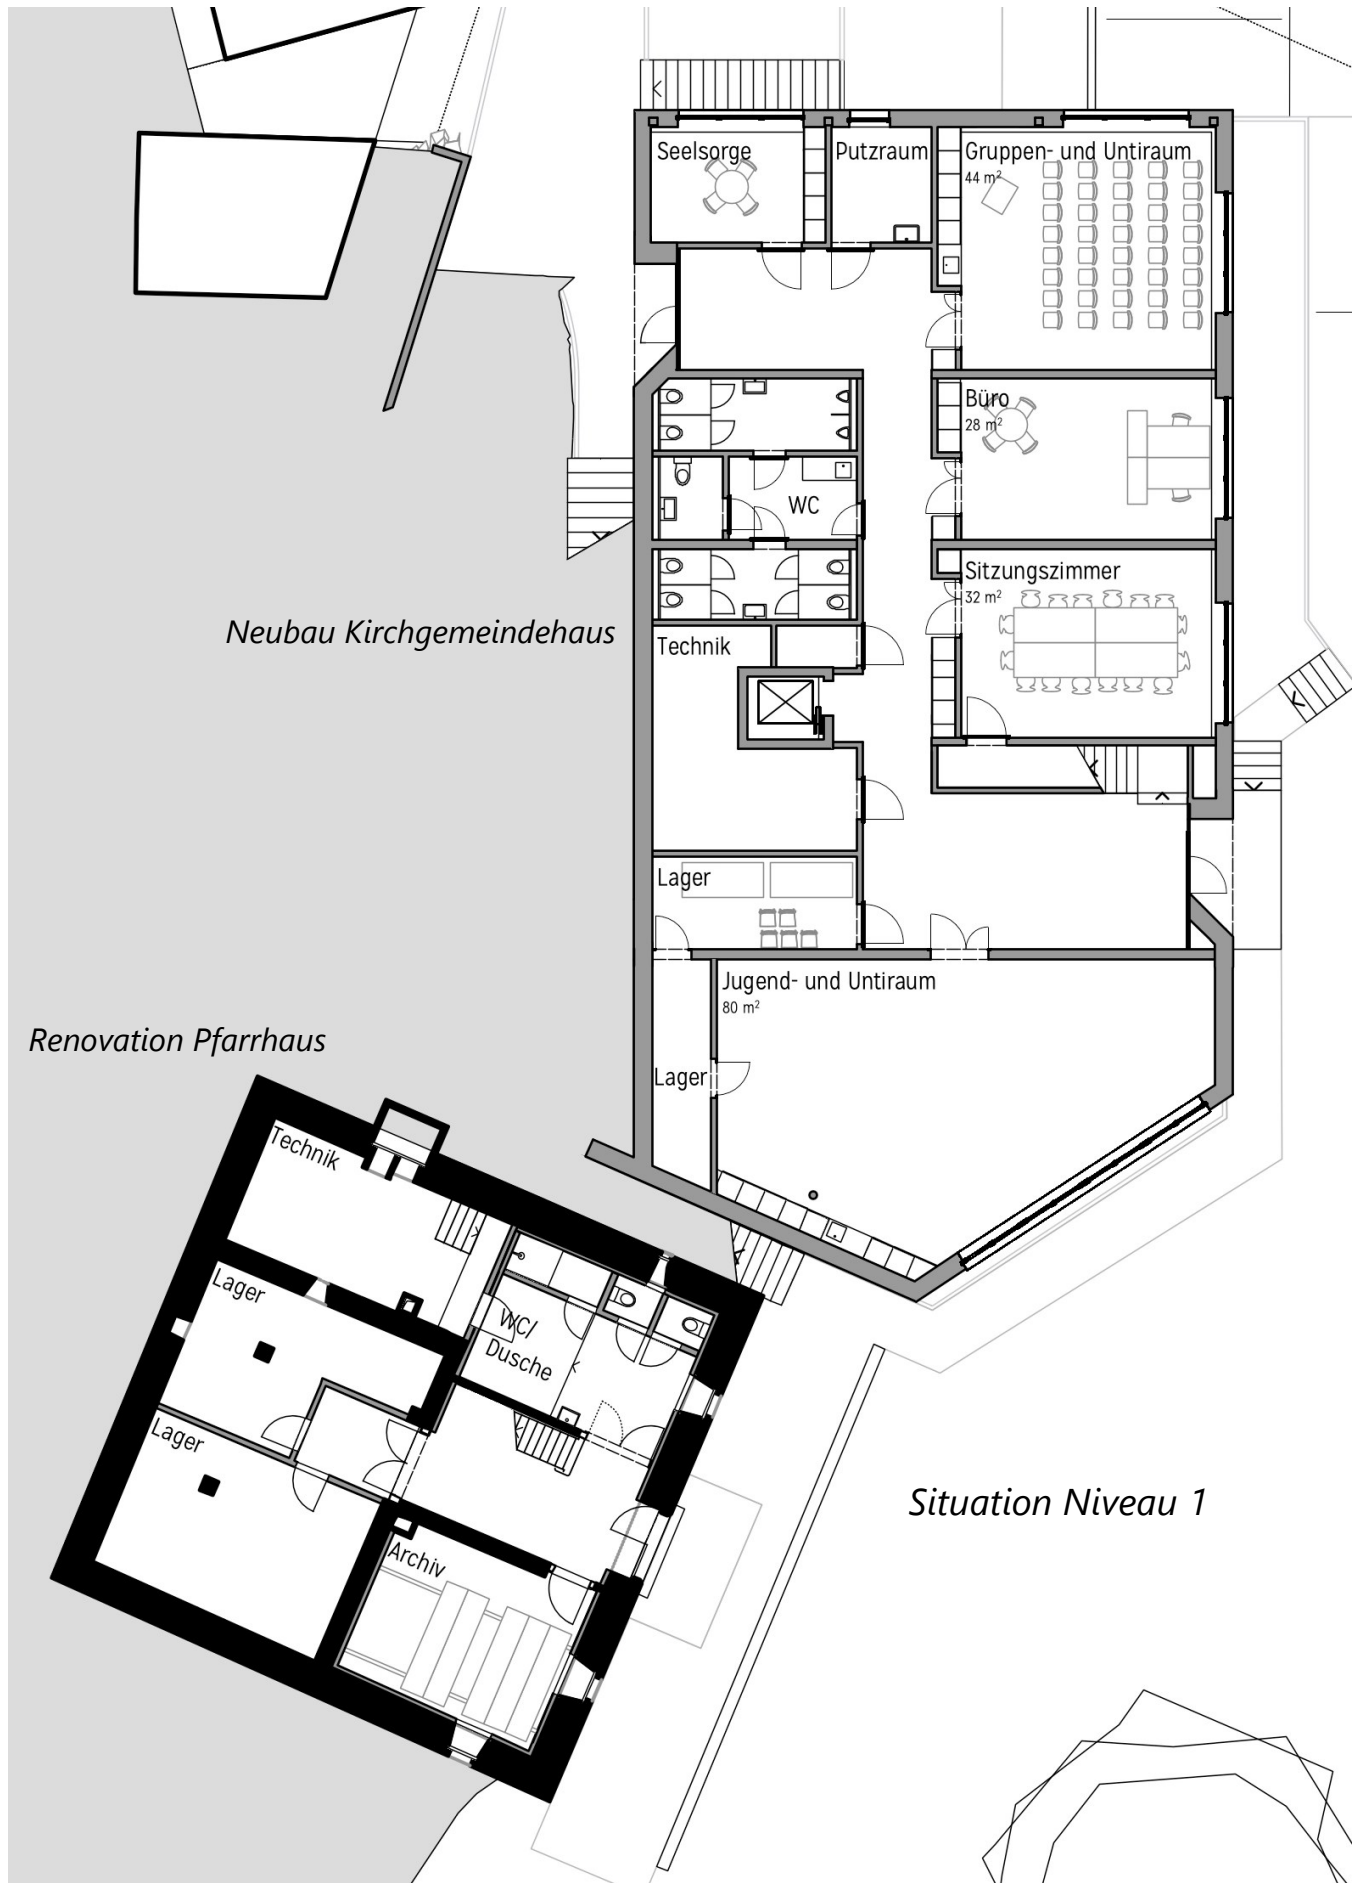 Seelsorge
Putzraum
Gruppen- und Untiraum
44 m²
Büro
28 m²
WC
Sitzungszimmer
32 m²
Neubau Kirchgemeindehaus
Technik
Lager
Jugend- und Untiraum
80 m²
Renovation Pfarrhaus
Lager
Technik
Lager
WC/
Dusche
Lager
Situation Niveau 1
Archiv